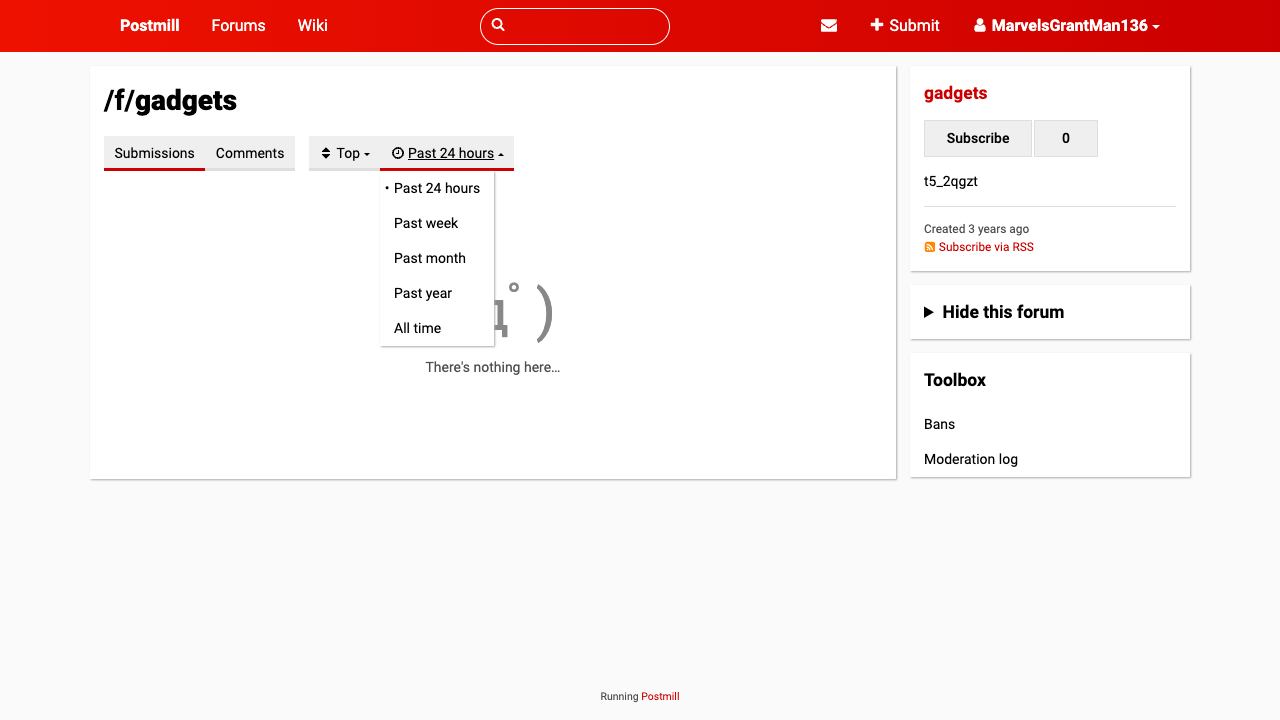 Postmill Forums Wiki Submit MarvelsGrantMan136
/f/gadgets
Submissions Comments Top Past 24 hours
• Past 24 hours
Past week
Past month
Past year
All time
There's nothing here…
gadgets
Subscribe 0
t5_2qgzt
Created 3 years ago
Subscribe via RSS
Hide this forum
Toolbox
Bans
Moderation log
Running Postmill